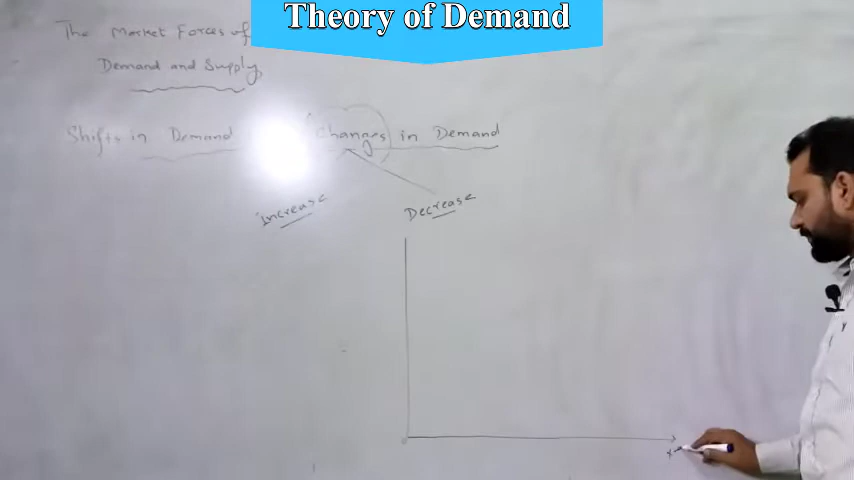 Theory of Demand
The Market Forces of
Demand and Supply
Shifts in Demand
Changes in Demand
Increase
Decrease
x